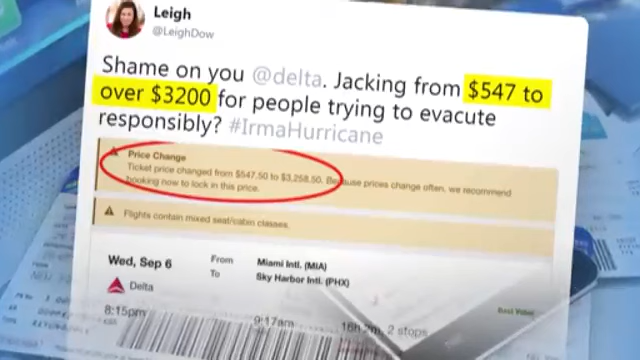 Leigh
@LeighDow
Shame on you @delta. Jacking from $547 to
over $3200 for people trying to evacute
responsibly? #IrmaHurricane
Price Change
Ticket price changed from $547.50 to $3,258.50. Because prices change often, we recommend
booking now to lock in this price.
Flights contain mixed seat/cabin classes.
Wed, Sep 6
From
Miami Intl. (MIA)
To
Sky Harbor Intl. (PHX)
Delta
8:15pm
9:17am
2 stops